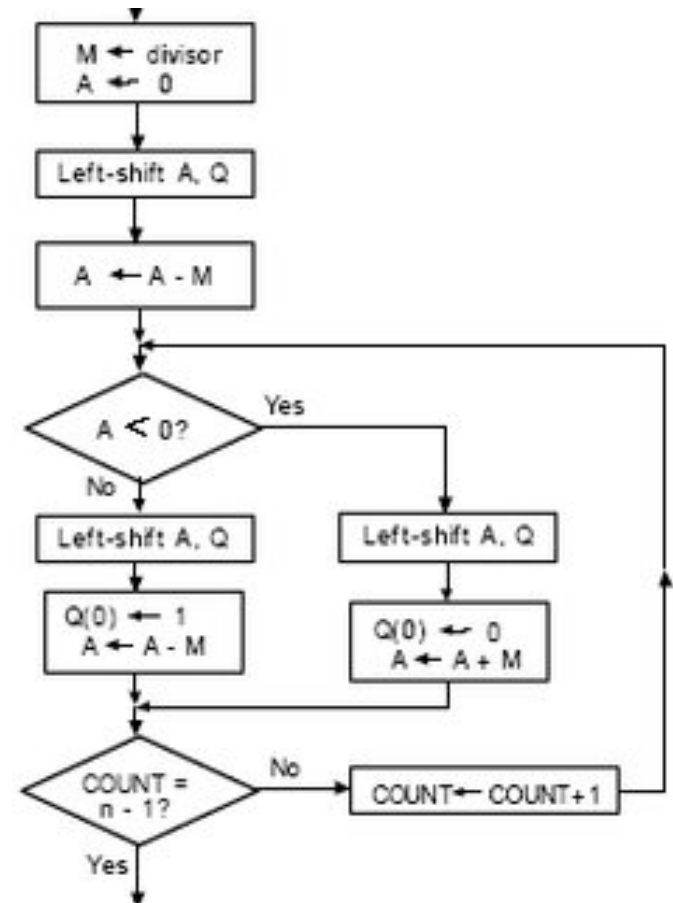 M ← divisor
A ← 0
Left-shift A, Q
A ← A - M
A < 0?
Yes
No
Left-shift A, Q
Left-shift A, Q
Q(0) ← 1
A ← A - M
Q(0) ← 0
A ← A + M
COUNT =
n - 1?
No
COUNT ← COUNT+1
Yes